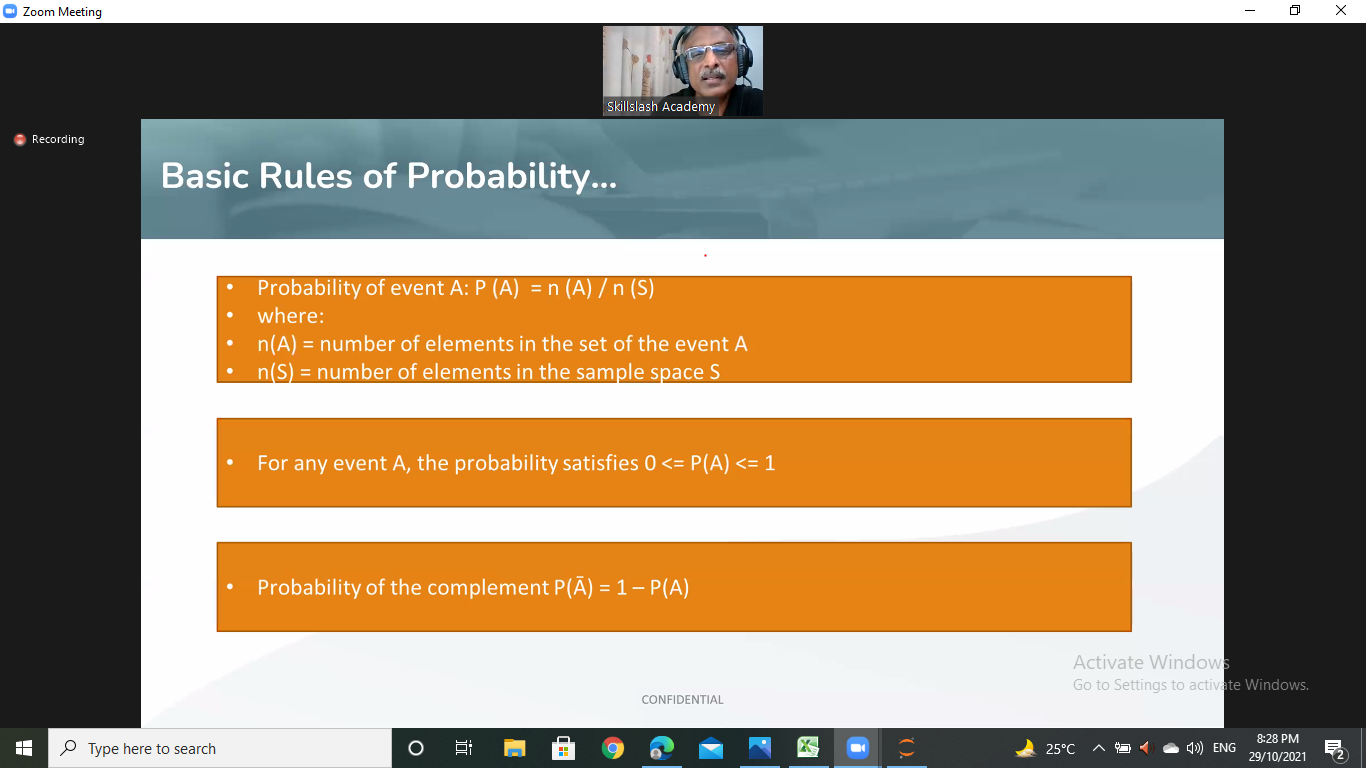 Zoom Meeting
Skillslash Academy
Recording
Basic Rules of Probability...
• Probability of event A: P (A)  = n (A) / n (S)
• where:
• n(A) = number of elements in the set of the event A
• n(S) = number of elements in the sample space S
• For any event A, the probability satisfies 0 <= P(A) <= 1
• Probability of the complement P(Ā) = 1 – P(A)
Activate Windows
Go to Settings to activate Windows.
CONFIDENTIAL
Type here to search
25°C
ENG
8:28 PM
29/10/2021
2